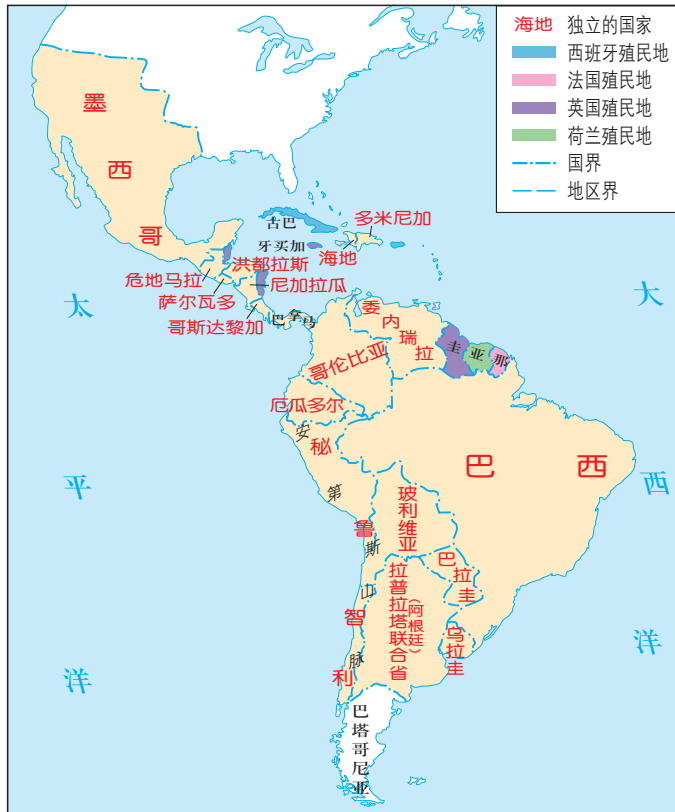 海地 独立的国家
西班牙殖民地
法国殖民地
英国殖民地
荷兰殖民地
国界
地区界
墨西哥
古巴
多米尼加
牙买加
海地
洪都拉斯
危地马拉
尼加拉瓜
萨尔瓦多
哥斯达黎加
巴拿马
委内瑞拉
圭亚那
哥伦比亚
厄瓜多尔
秘鲁
巴西
玻利维亚
巴拉圭
拉普拉塔联合省
(阿根廷)
乌拉圭
智利
安第斯山脉
巴塔哥尼亚
太平洋
大西洋